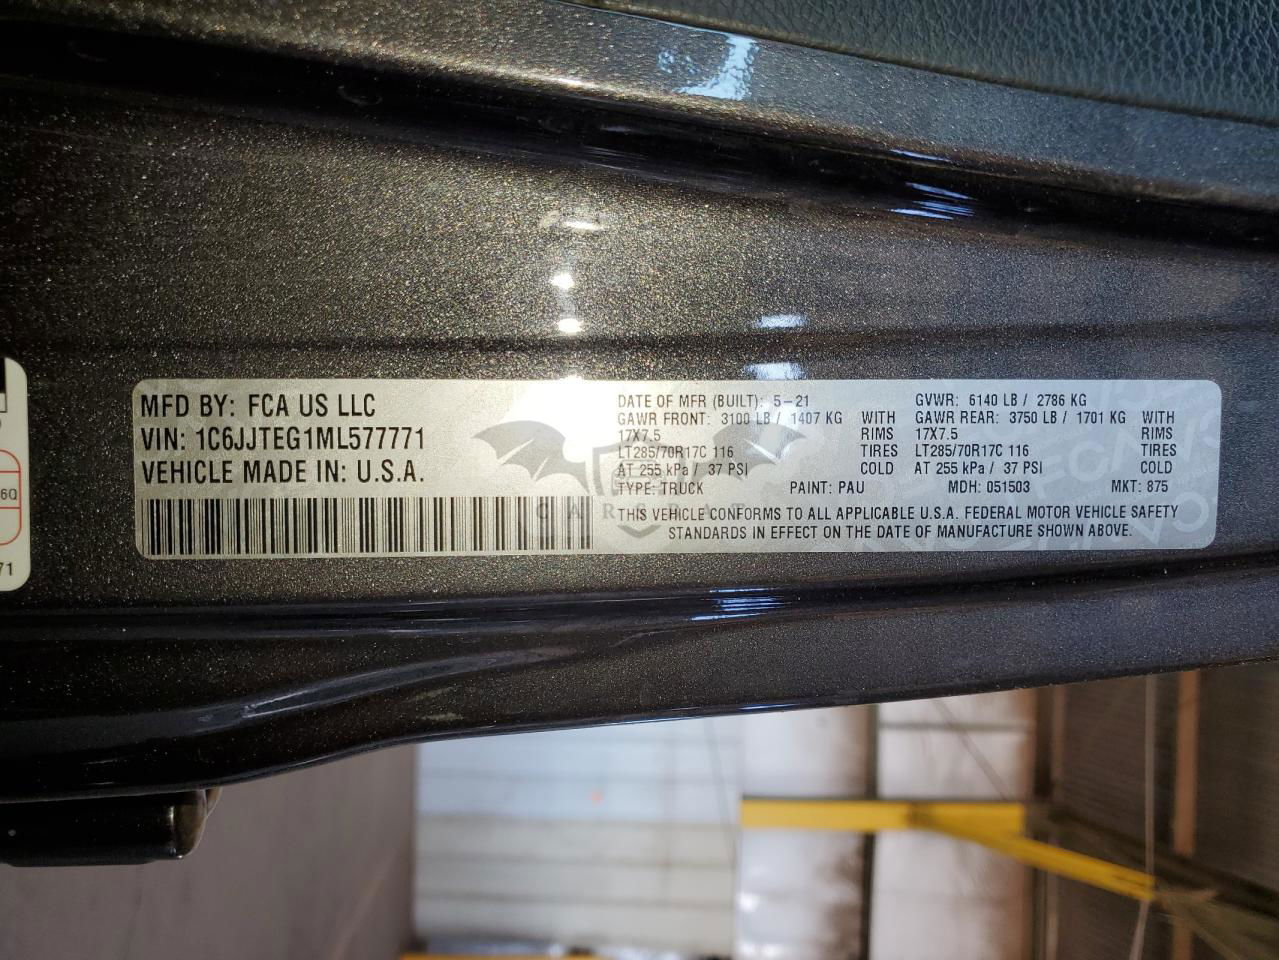 MFD BY: FCA US LLC
VIN: 1C6JJTEG1ML577771
VEHICLE MADE IN: U.S.A.
DATE OF MFR (BUILT): 5-21
GAWR FRONT: 3100 LB / 1407 KG WITH
17X7.5 RIMS
LT285/70R17C 116 TIRES
AT 255 kPa / 37 PSI COLD
GVWR: 6140 LB / 2786 KG
GAWR REAR: 3750 LB / 1701 KG WITH
17X7.5 RIMS
LT285/70R17C 116 TIRES
AT 255 kPa / 37 PSI COLD
TYPE: TRUCK PAINT: PAU MDH: 051503 MKT: 875
THIS VEHICLE CONFORMS TO ALL APPLICABLE U.S.A. FEDERAL MOTOR VEHICLE SAFETY
STANDARDS IN EFFECT ON THE DATE OF MANUFACTURE SHOWN ABOVE.
71